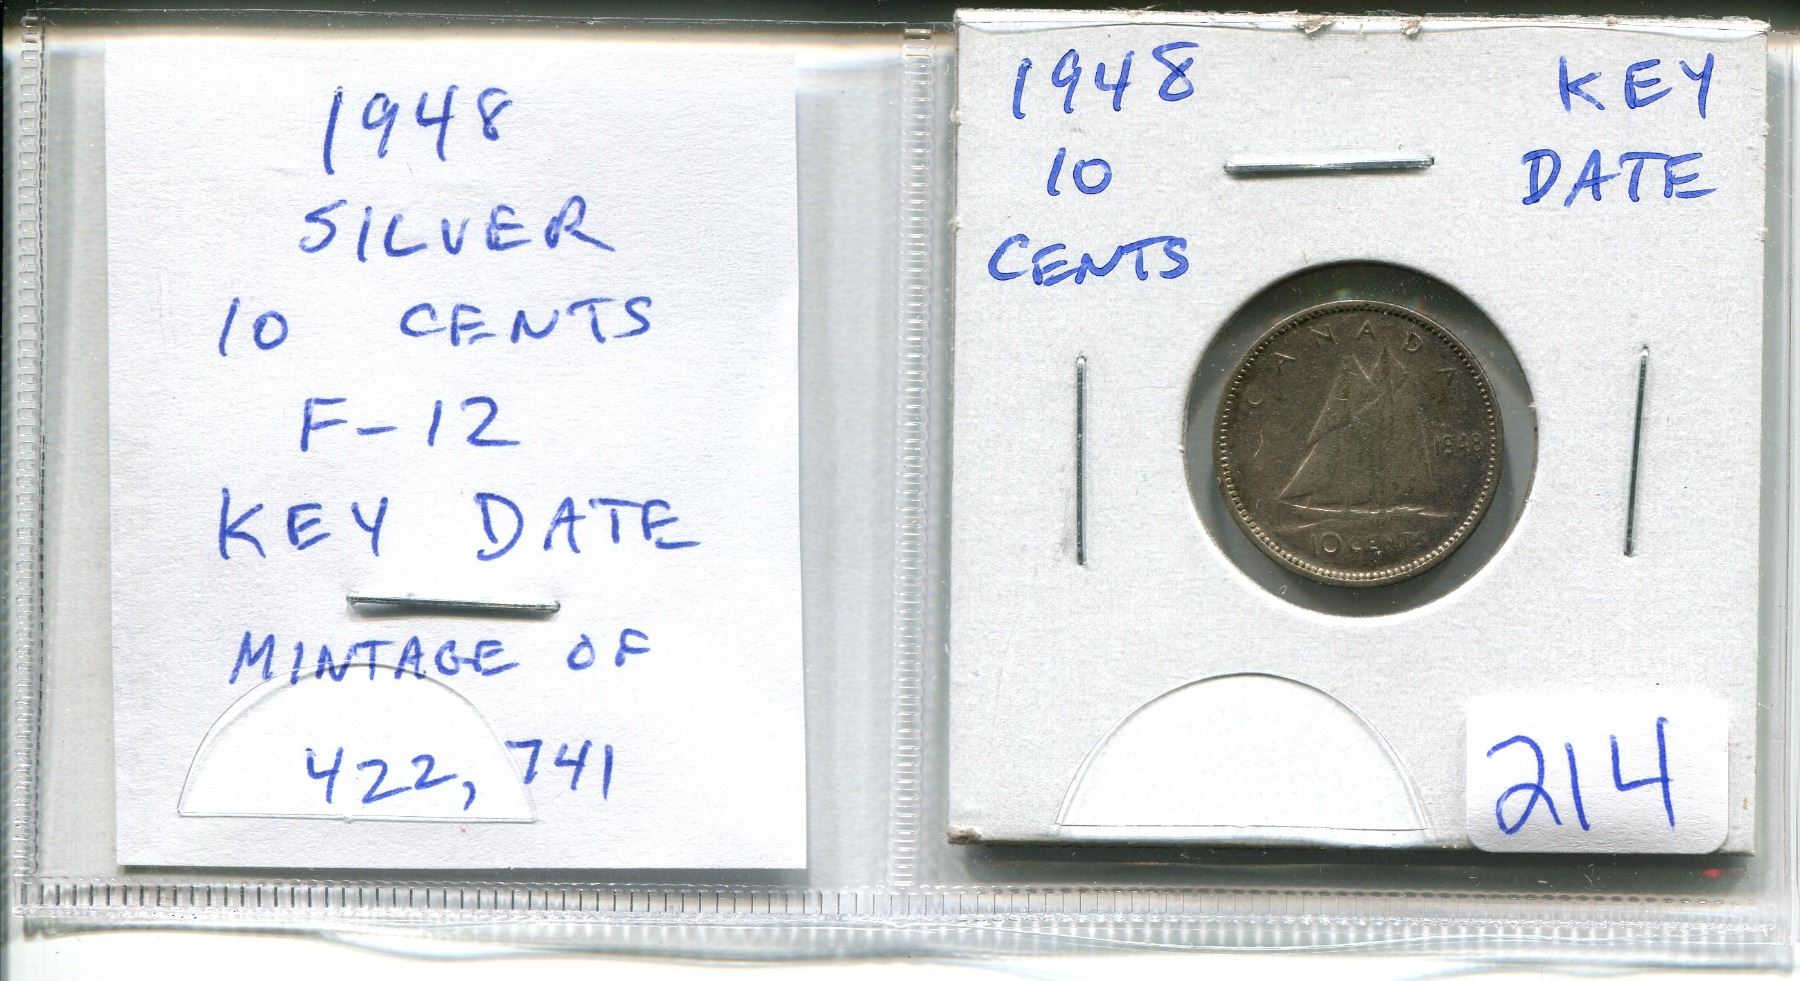 1948
SILVER
10 CENTS
F-12
KEY DATE
MINTAGE OF
422,741
1948
10
CENTS
KEY
DATE
CANADA
1948
10 CENTS
214